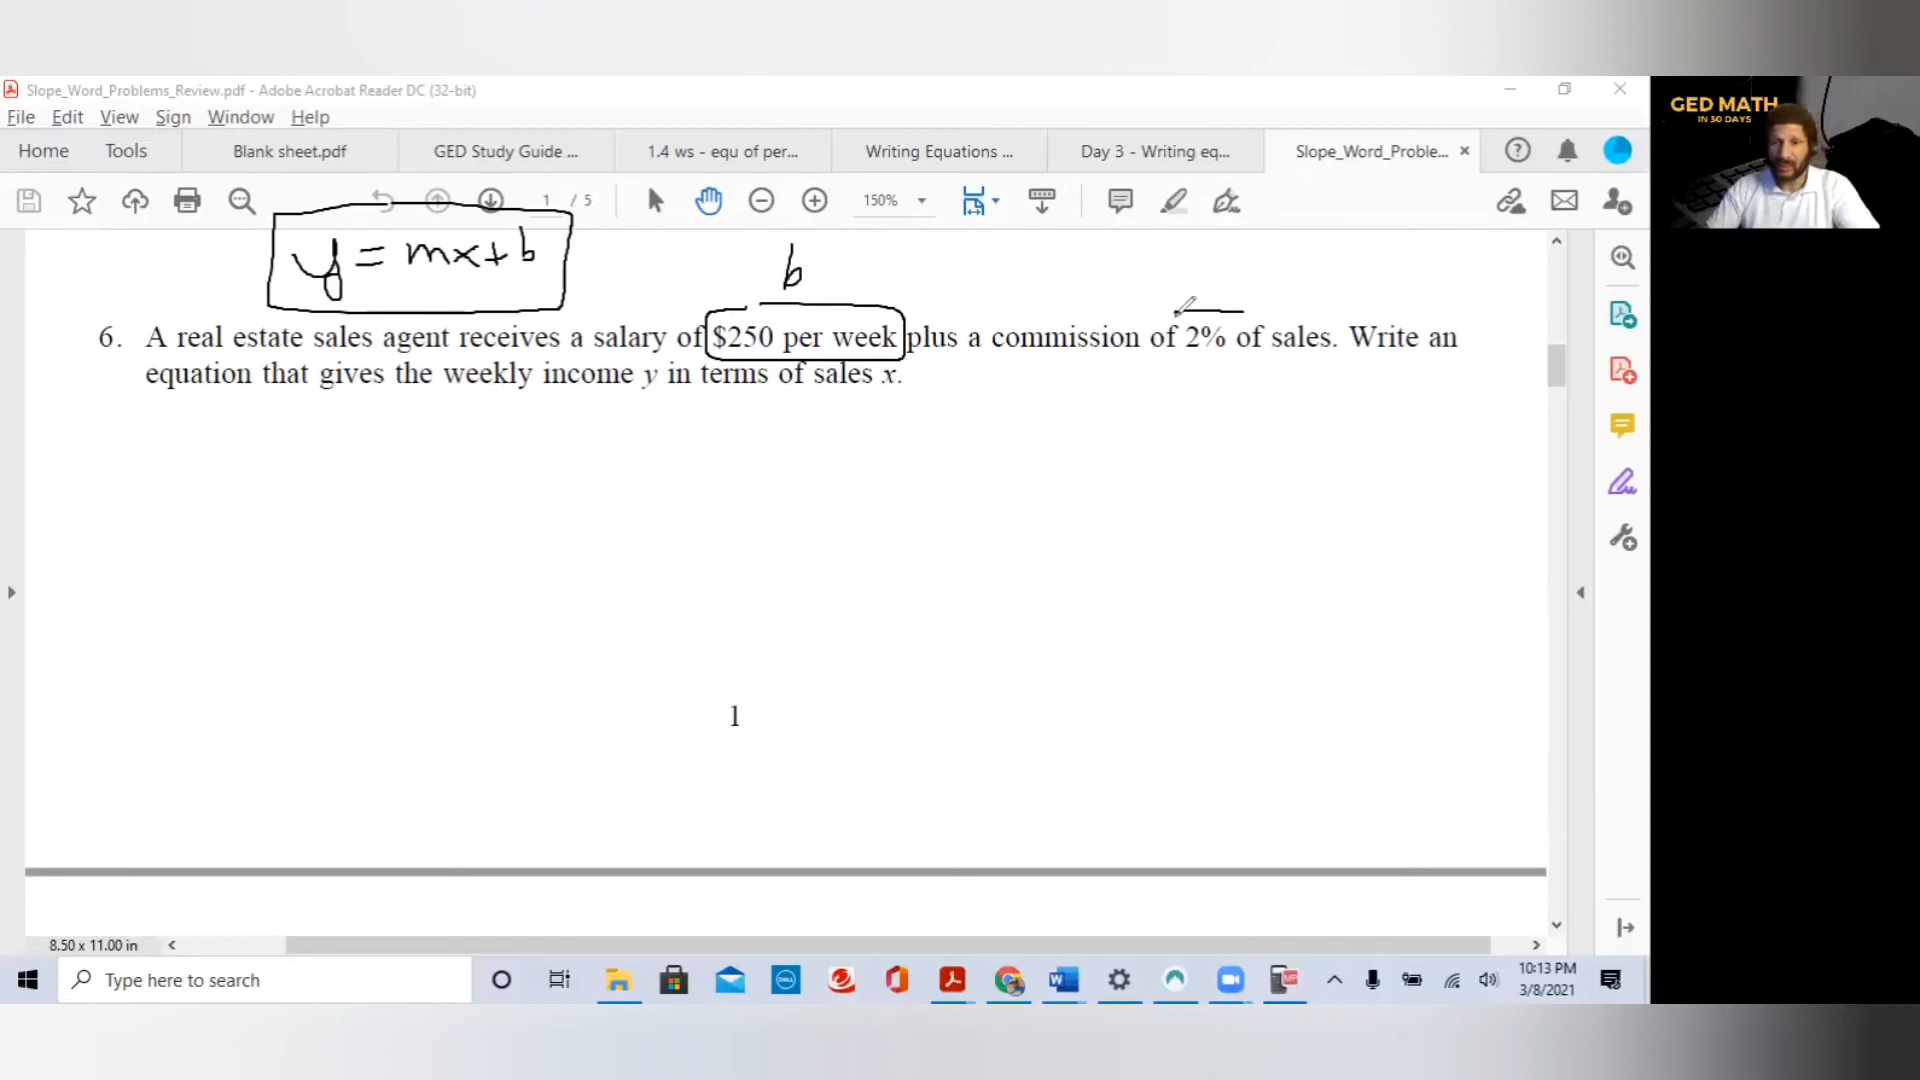 Slope_Word_Problems_Review.pdf - Adobe Acrobat Reader DC (32-bit)
File Edit View Sign Window Help
Home Tools Blank sheet.pdf GED Study Guide ... 1.4 ws - equ of per... Writing Equations ... Day 3 - Writing eq... Slope_Word_Proble... ×
1 / 5 150%
GED MATH
IN 30 DAYS
y = mx+b
b
6. A real estate sales agent receives a salary of $250 per week plus a commission of 2% of sales. Write an
equation that gives the weekly income y in terms of sales x.
1
8.50 x 11.00 in
Type here to search
DELL
W
MP
10:13 PM
3/8/2021